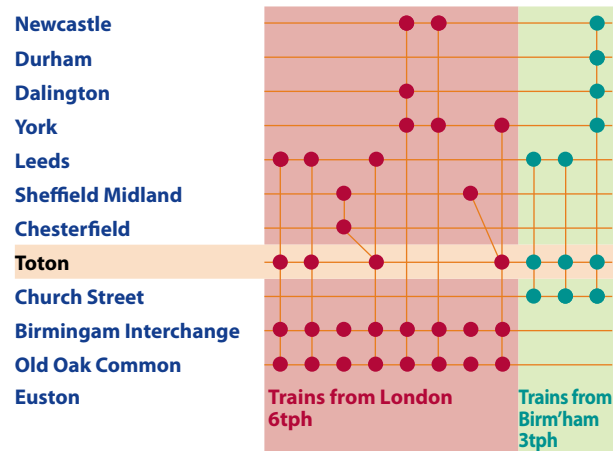 Newcastle
Durham
Dalington
York
Leeds
Sheffield Midland
Chesterfield
Toton
Church Street
Birmingam Interchange
Old Oak Common
Euston
Trains from London
6tph
Trains from
Birm'ham
3tph